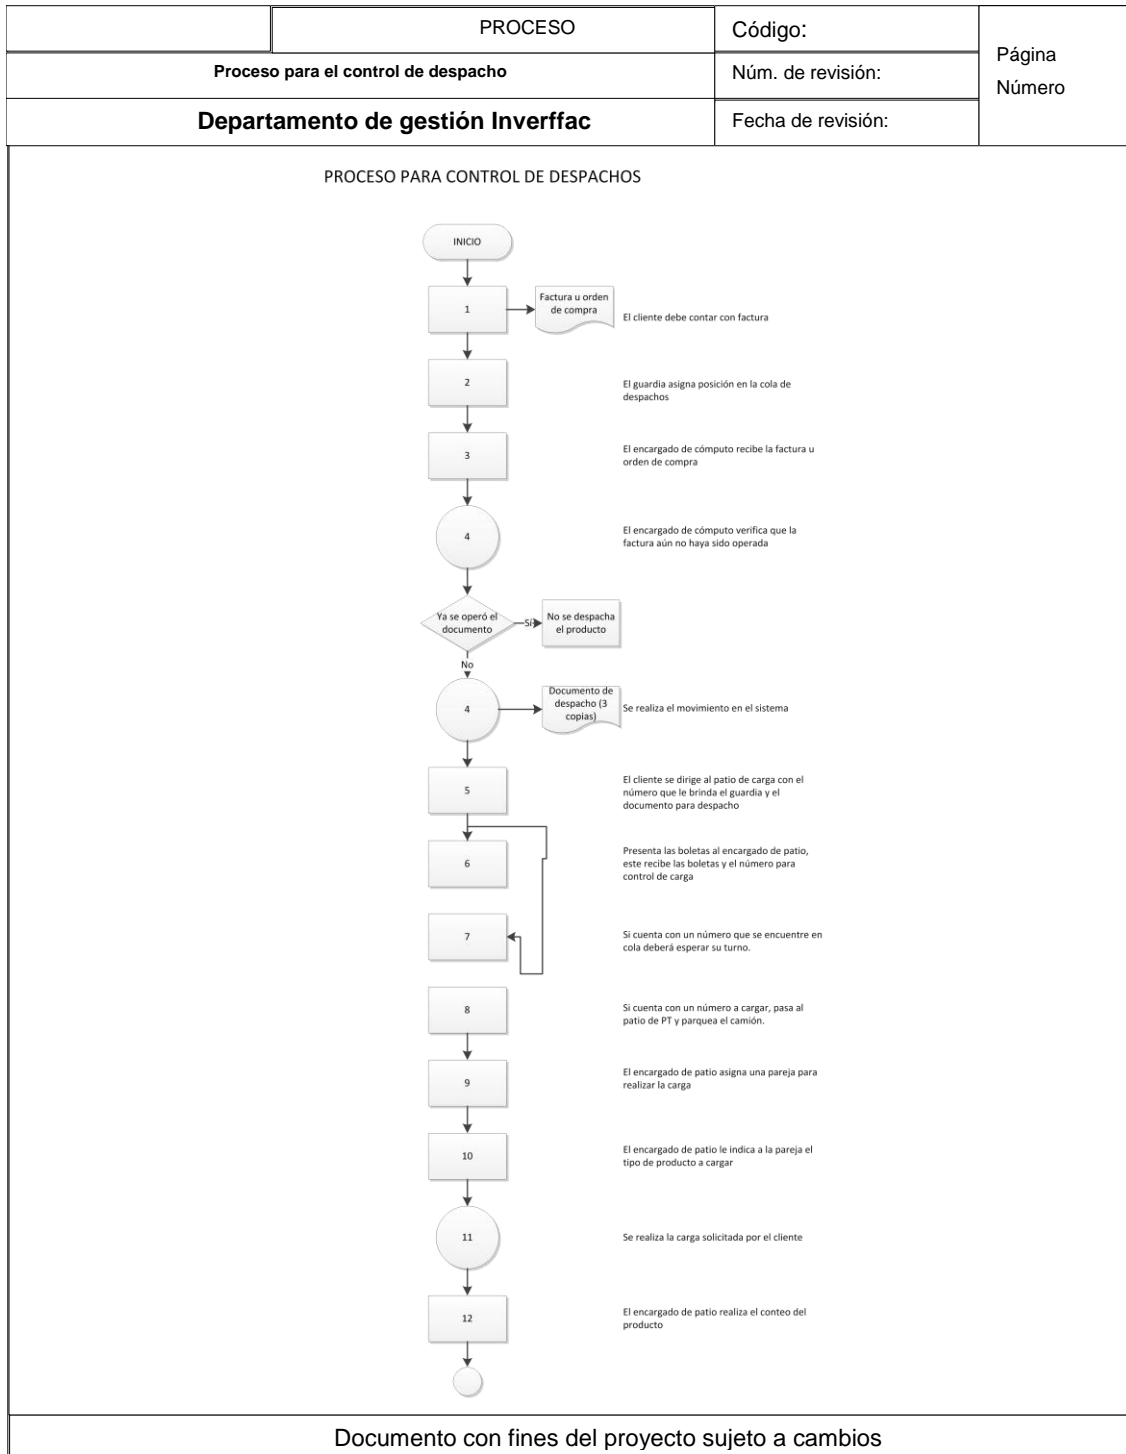 PROCESO
Código:
Página
Número
Proceso para el control de despacho
Núm. de revisión:
Departamento de gestión Inverffac
Fecha de revisión:
PROCESO PARA CONTROL DE DESPACHOS
INICIO
1
Factura u orden
de compra
El cliente debe contar con factura
2
El guardia asigna posición en la cola de
despachos
3
El encargado de cómputo recibe la factura u
orden de compra
4
El encargado de cómputo verifica que la
factura aún no haya sido operada
Ya se operó el
documento
Sí
No se despacha
el producto
No
4
Documento de
despacho (3
copias)
Se realiza el movimiento en el sistema
5
El cliente se dirige al patio de carga con el
número que le brinda el guardia y el
documento para despacho
6
Presenta las boletas al encargado de patio,
este recibe las boletas y el número para
control de carga
7
Si cuenta con un número que se encuentre en
cola deberá esperar su turno.
8
Si cuenta con un número a cargar, pasa al
patio de PT y parquea el camión.
9
El encargado de patio asigna una pareja para
realizar la carga
10
El encargado de patio le indica a la pareja el
tipo de producto a cargar
11
Se realiza la carga solicitada por el cliente
12
El encargado de patio realiza el conteo del
producto
Documento con fines del proyecto sujeto a cambios